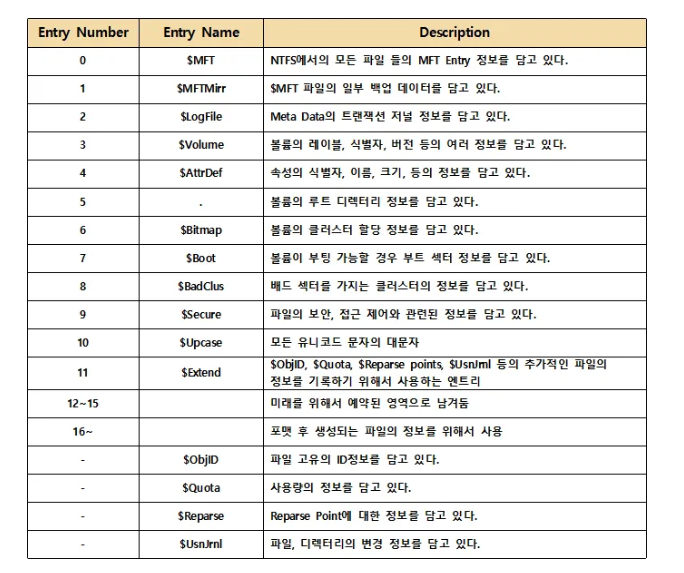 Entry Number Entry Name Description
0 $MFT NTFS에서의 모든 파일 들의 MFT Entry 정보를 담고 있다.
1 $MFTMirr $MFT 파일의 일부 백업 데이터를 담고 있다.
2 $LogFile Meta Data의 트랜잭션 저널 정보를 담고 있다.
3 $Volume 볼륨의 레이블, 식별자, 버전 등의 여러 정보를 담고 있다.
4 $AttrDef 속성의 식별자, 이름, 크기, 등의 정보를 담고 있다.
5 . 볼륨의 루트 디렉터리 정보를 담고 있다.
6 $Bitmap 볼륨의 클러스터 할당 정보를 담고 있다.
7 $Boot 볼륨이 부팅 가능할 경우 부트 섹터 정보를 담고 있다.
8 $BadClus 배드 섹터를 가지는 클러스터의 정보를 담고 있다.
9 $Secure 파일의 보안, 접근 제어와 관련된 정보를 담고 있다.
10 $Upcase 모든 유니코드 문자의 대문자
11 $Extend $ObjID, $Quota, $Reparse points, $UsnJrnl 등의 추가적인 파일의
정보를 기록하기 위해서 사용하는 엔트리
12~15 미래를 위해서 예약된 영역으로 남겨둠
16~ 포맷 후 생성되는 파일의 정보를 위해서 사용
- $ObjID 파일 고유의 ID정보를 담고 있다.
- $Quota 사용량의 정보를 담고 있다.
- $Reparse Reparse Point에 대한 정보를 담고 있다.
- $UsnJrnl 파일, 디렉터리의 변경 정보를 담고 있다.